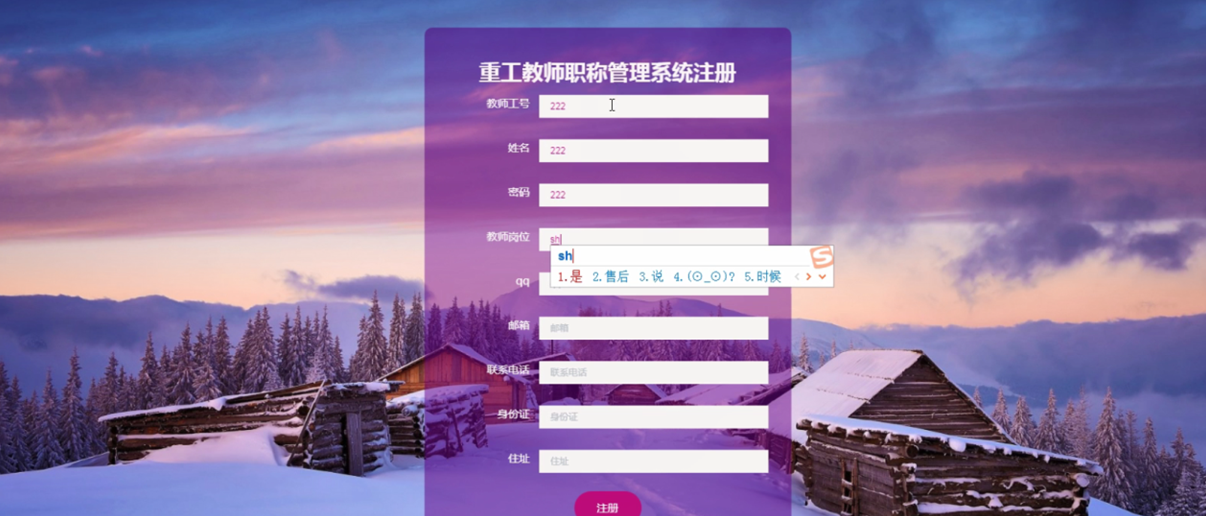 重工教师职称管理系统注册
教师工号 222
姓名 222
密码 222
教师岗位 sh
sh
1.是 2.售后 3.说 4.(⊙_⊙)? 5.时候
qq
邮箱 邮箱
联系电话 联系电话
身份证 身份证
住址 住址
注册